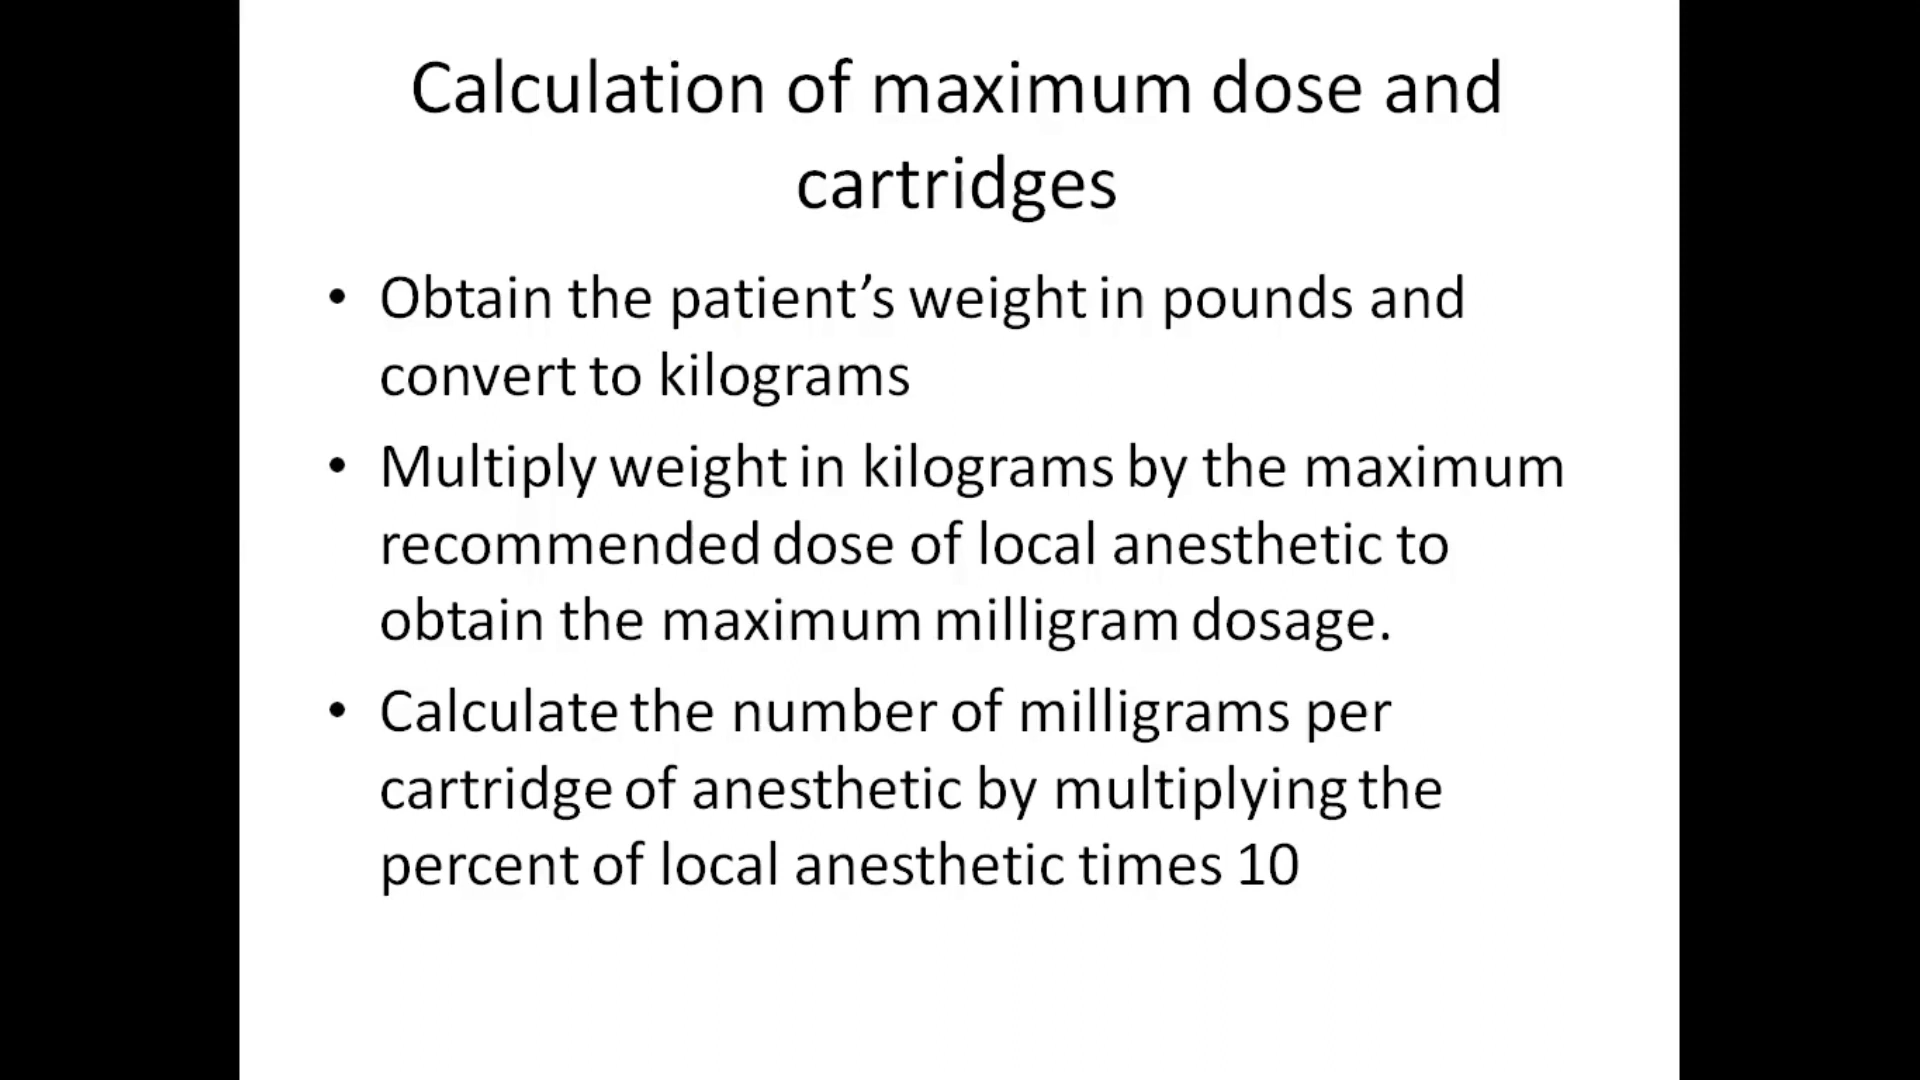 Calculation of maximum dose and
cartridges
• Obtain the patient’s weight in pounds and
convert to kilograms
• Multiply weight in kilograms by the maximum
recommended dose of local anesthetic to
obtain the maximum milligram dosage.
• Calculate the number of milligrams per
cartridge of anesthetic by multiplying the
percent of local anesthetic times 10